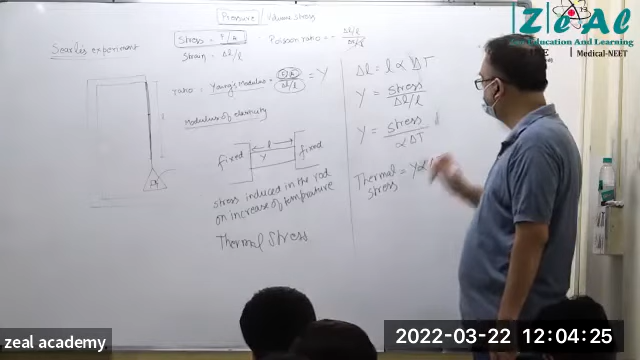 Pressure / Volume stress
Searles experiment
Stress = F/A
Poisson ratio = - Δd/d / Δl/l
Strain = Δl/l
ratio : Young's Modulus = (F/A) / (Δl/l) = Y
Modulus of elasticity
l
fixed Y fixed
stress induced in the rod
on increase of temprature
Thermal Stress
Δl = l α ΔT
Y = stress / Δl/l
Y = stress / α ΔT
Thermal stress = Yα
ZeAl
Education And Learning
Medical-NEET
zeal academy
2022-03-22 12:04:25